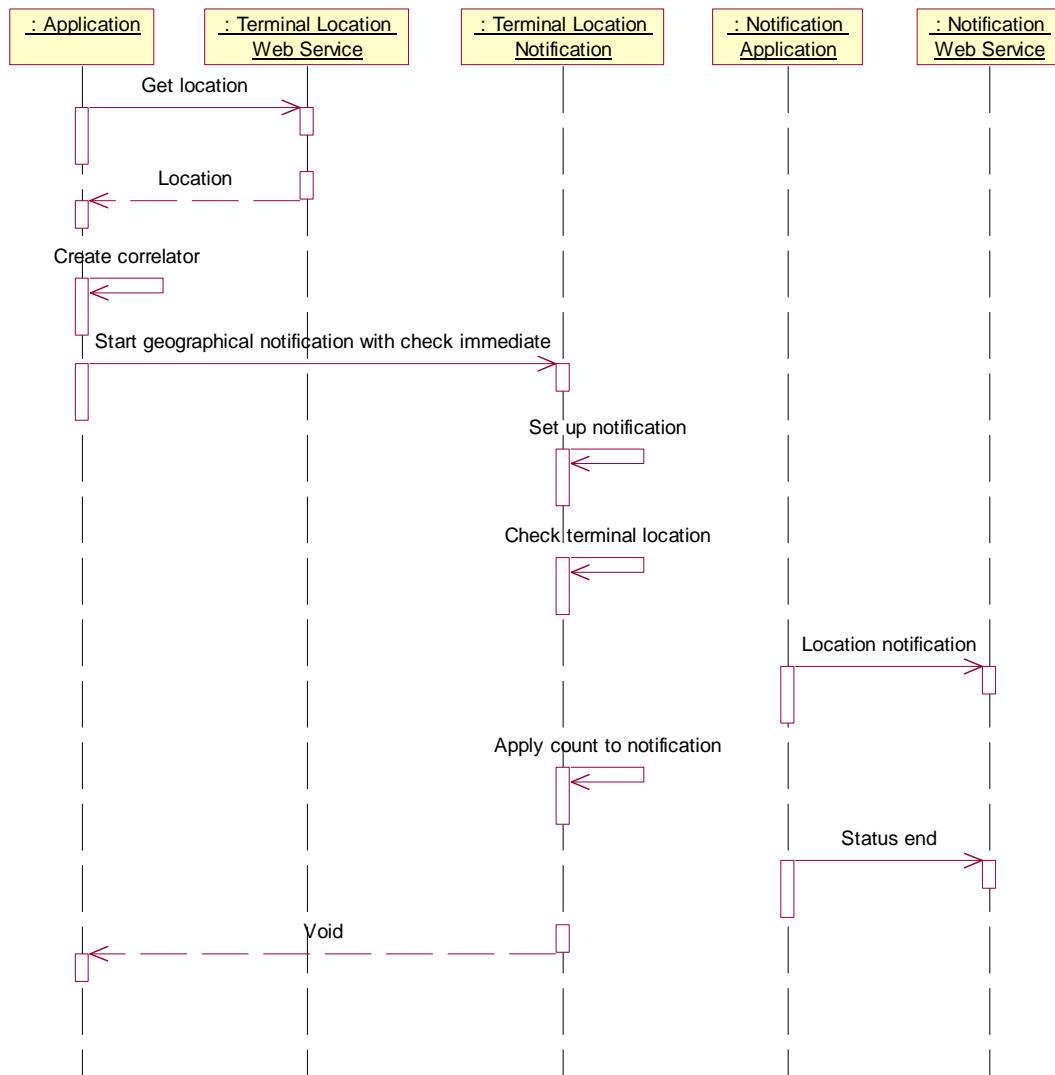 : Application
: Terminal Location
Web Service
: Terminal Location
Notification
: Notification
Application
: Notification
Web Service
Get location
Location
Create correlator
Start geographical notification with check immediate
Set up notification
Check terminal location
Location notification
Apply count to notification
Status end
Void